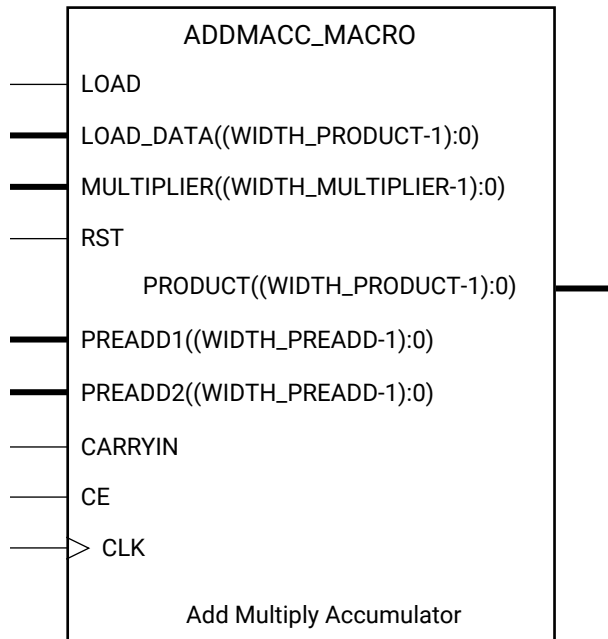 ADDMACC_MACRO
LOAD
LOAD_DATA((WIDTH_PRODUCT-1):0)
MULTIPLIER((WIDTH_MULTIPLIER-1):0)
RST
PRODUCT((WIDTH_PRODUCT-1):0)
PREADD1((WIDTH_PREADD-1):0)
PREADD2((WIDTH_PREADD-1):0)
CARRYIN
CE
CLK
Add Multiply Accumulator